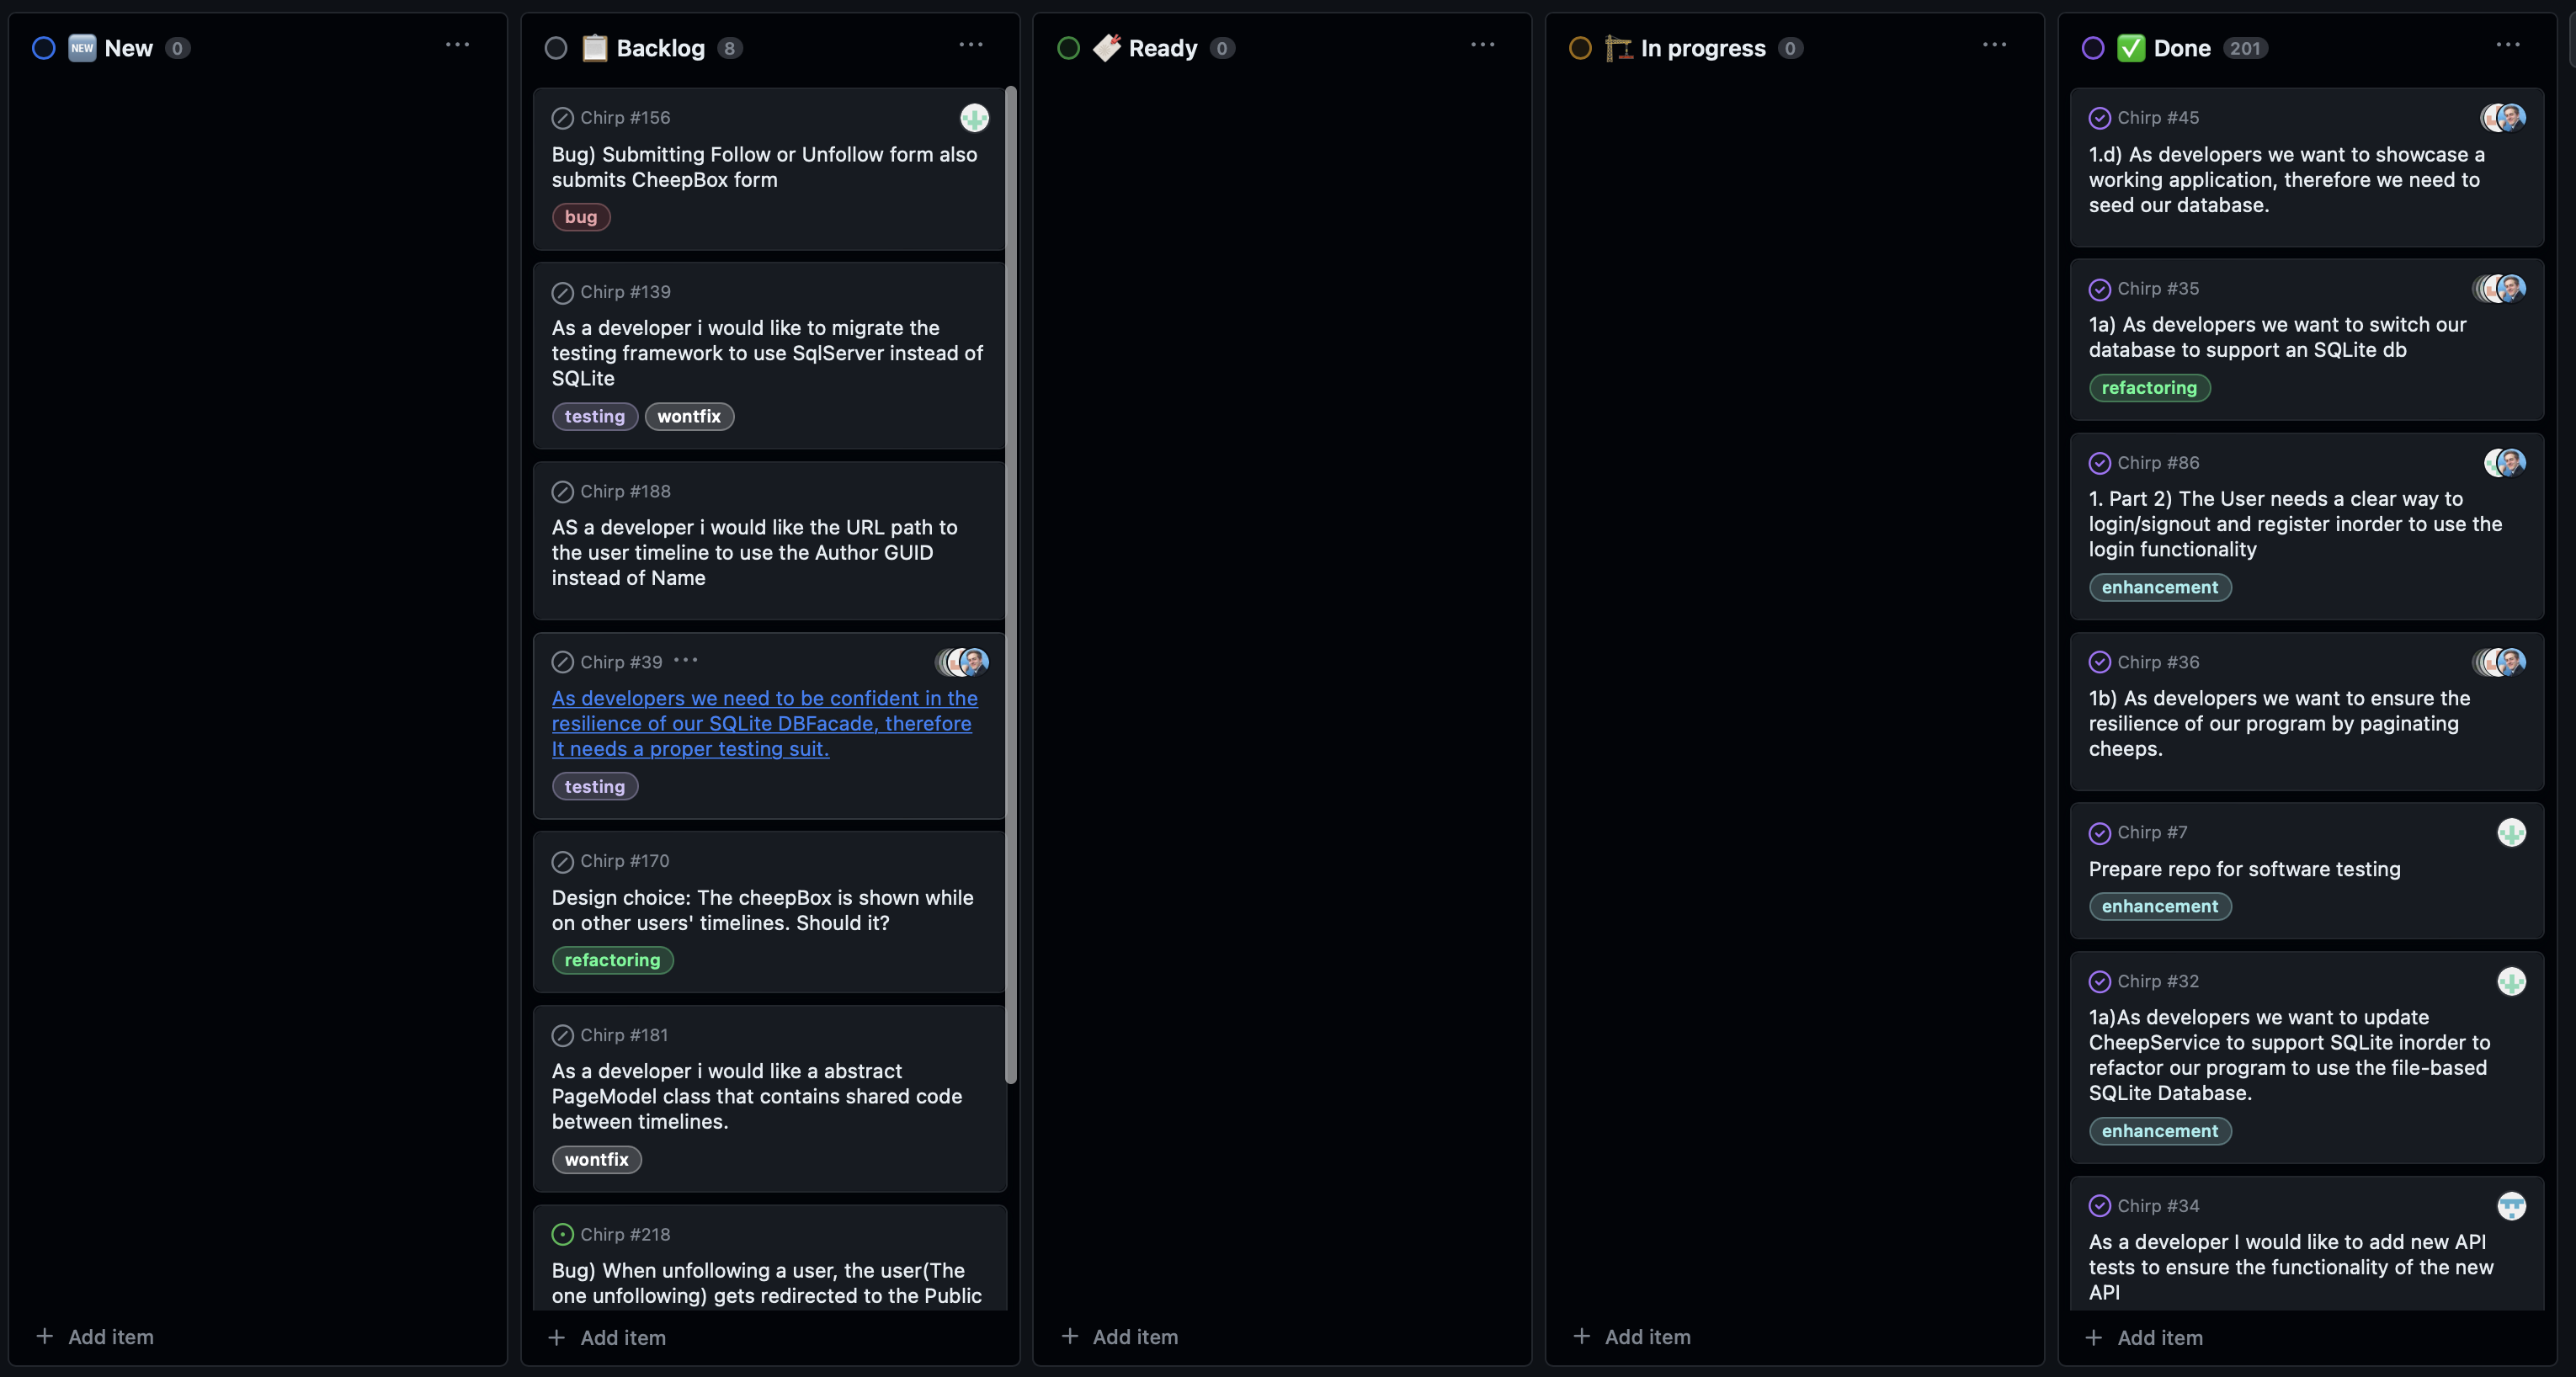 NEW New 0
Backlog 8
Chirp #156
Bug) Submitting Follow or Unfollow form also
submits CheepBox form
bug
Chirp #139
As a developer i would like to migrate the
testing framework to use SqlServer instead of
SQLite
testing wontfix
Chirp #188
AS a developer i would like the URL path to
the user timeline to use the Author GUID
instead of Name
Chirp #39
As developers we need to be confident in the
resilience of our SQLite DBFacade, therefore
It needs a proper testing suit.
testing
Chirp #170
Design choice: The cheepBox is shown while
on other users' timelines. Should it?
refactoring
Chirp #181
As a developer i would like a abstract
PageModel class that contains shared code
between timelines.
wontfix
Chirp #218
Bug) When unfollowing a user, the user(The
one unfollowing) gets redirected to the Public
Ready 0
In progress 0
Done 201
Chirp #45
1.d) As developers we want to showcase a
working application, therefore we need to
seed our database.
Chirp #35
1a) As developers we want to switch our
database to support an SQLite db
refactoring
Chirp #86
1. Part 2) The User needs a clear way to
login/signout and register inorder to use the
login functionality
enhancement
Chirp #36
1b) As developers we want to ensure the
resilience of our program by paginating
cheeps.
Chirp #7
Prepare repo for software testing
enhancement
Chirp #32
1a)As developers we want to update
CheepService to support SQLite inorder to
refactor our program to use the file-based
SQLite Database.
enhancement
Chirp #34
As a developer I would like to add new API
tests to ensure the functionality of the new
API
+ Add item
+ Add item
+ Add item
+ Add item
+ Add item